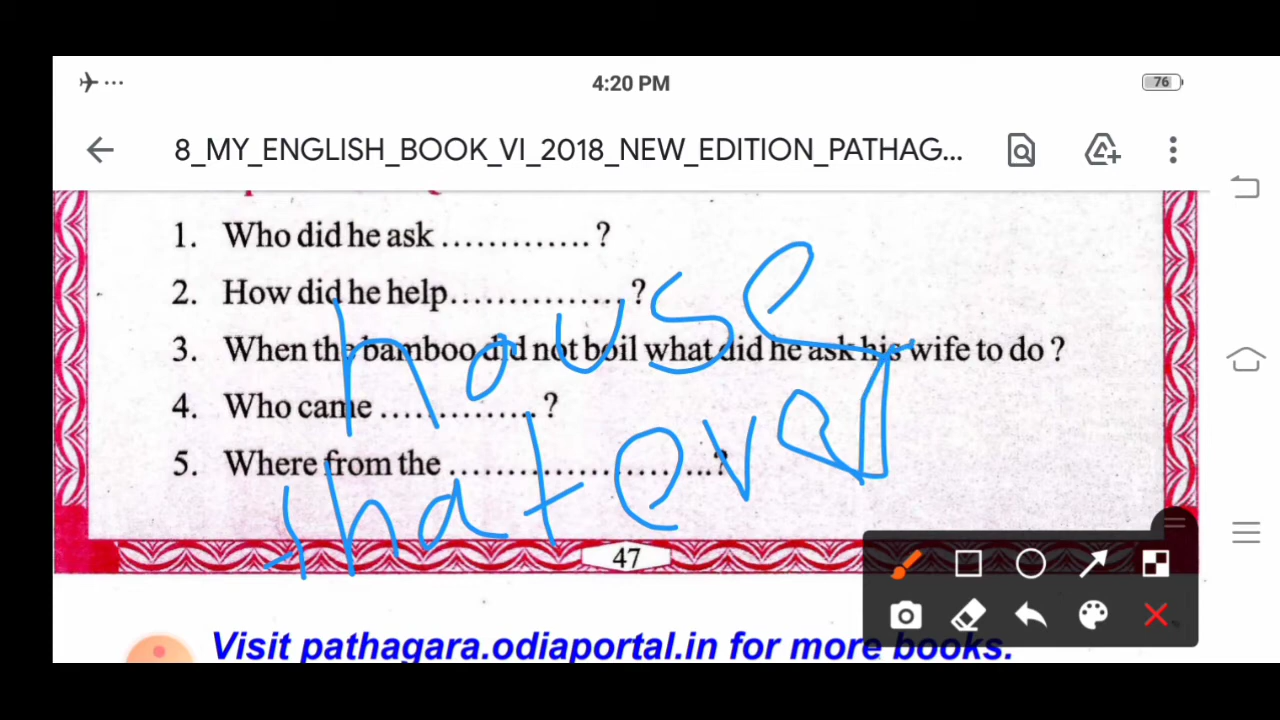 4:20 PM
76
8_MY_ENGLISH_BOOK_VI_2018_NEW_EDITION_PATHAG...
1. Who did he ask .............?
2. How did he help................?
3. When the bamboo did not boil what did he ask his wife to do ?
4. Who came ..............?
5. Where from the ........................?
house
47
Visit pathagara.odiaportal.in for more books.